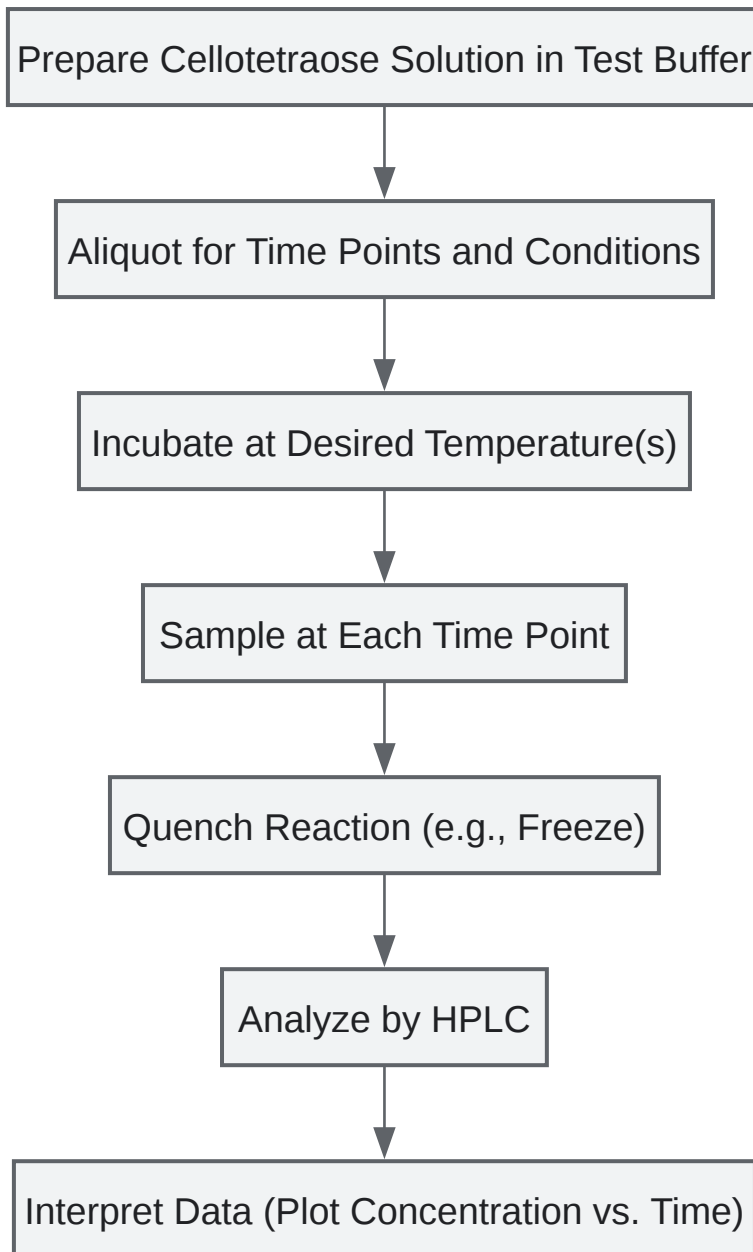 Prepare Cellotetraose Solution in Test Buffer
Aliquot for Time Points and Conditions
Incubate at Desired Temperature(s)
Sample at Each Time Point
Quench Reaction (e.g., Freeze)
Analyze by HPLC
Interpret Data (Plot Concentration vs. Time)